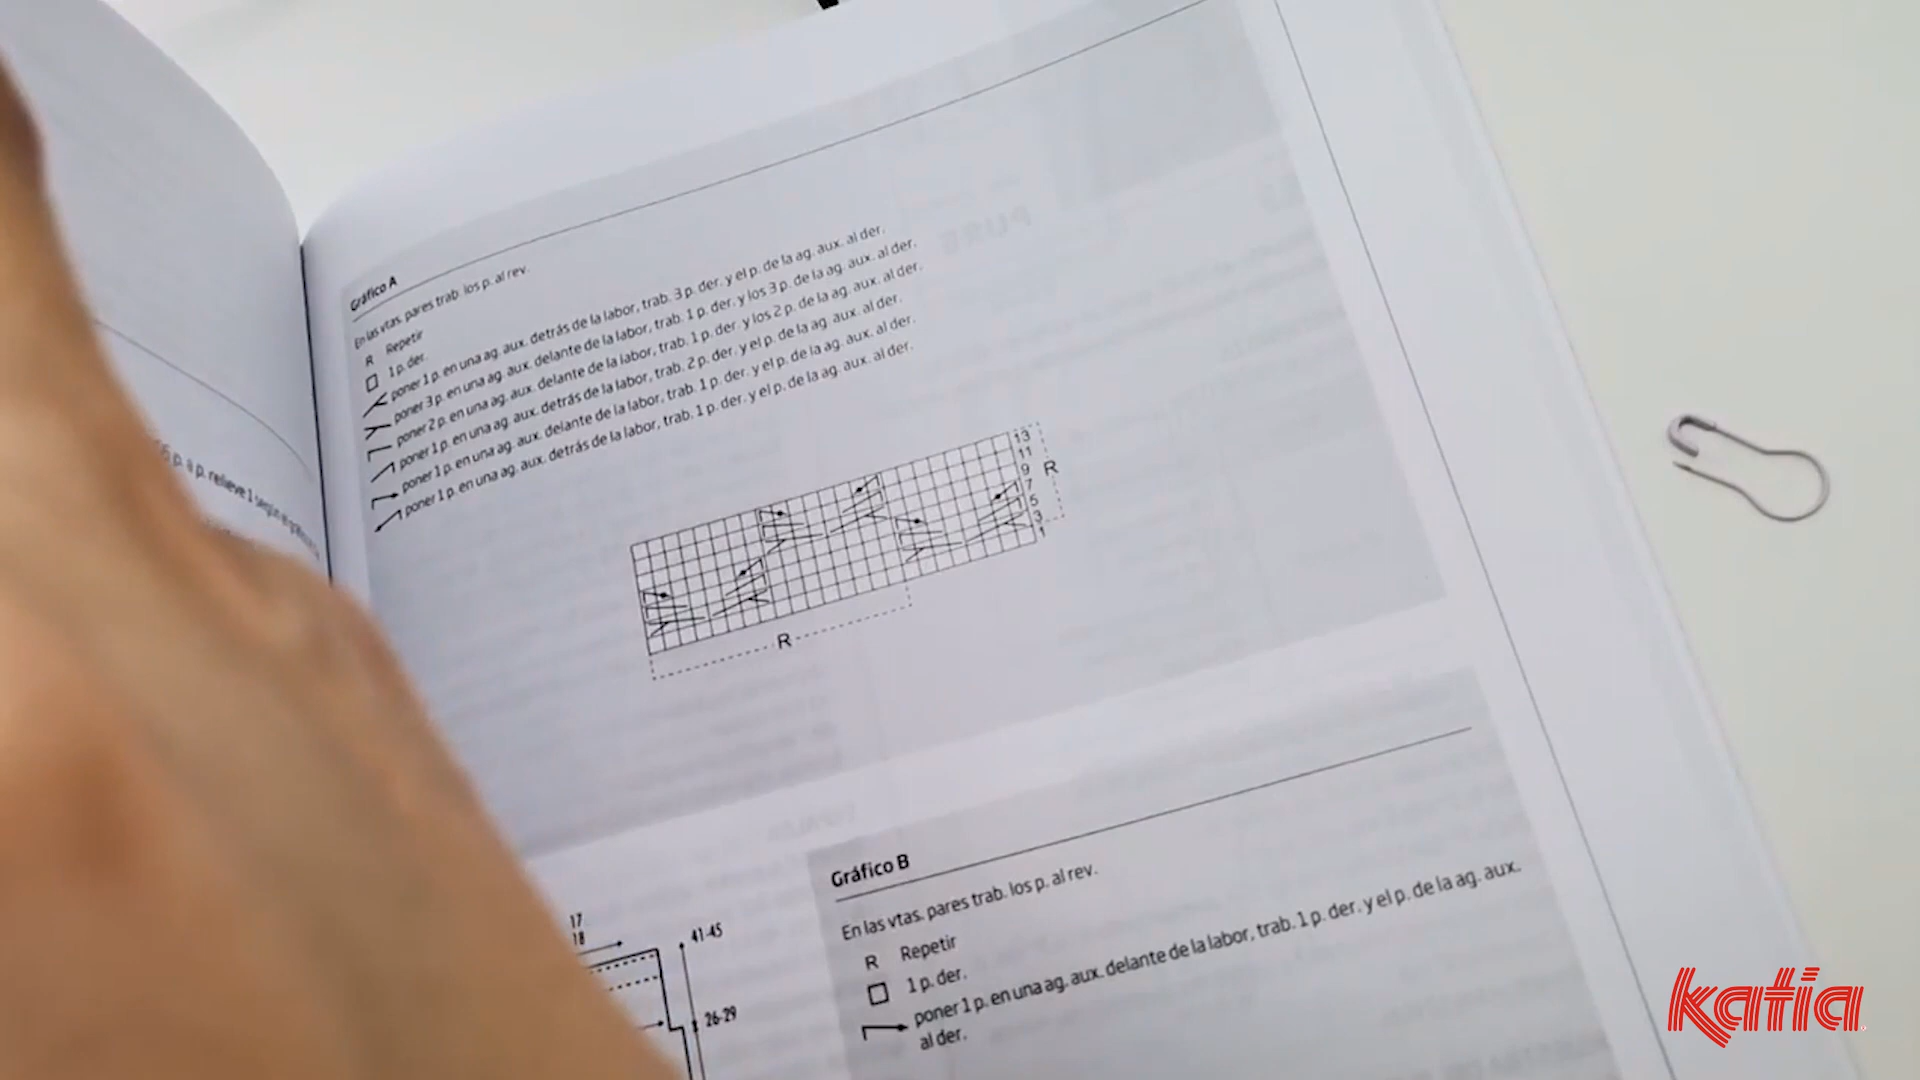 Gráfico A
En las vtas. pares trab. los p. al rev.
R Repetir
1 p. der.
poner 1 p. en una ag. aux. detrás de la labor, trab. 3 p. der. y el p. de la ag. aux. al der.
poner 3 p. en una ag. aux. delante de la labor, trab. 1 p. der. y los 3 p. de la ag. aux. al der.
poner 2 p. en una ag. aux. delante de la labor, trab. 1 p. der. y los 2 p. de la ag. aux. al der.
poner 1 p. en una ag. aux. detrás de la labor, trab. 2 p. der. y el p. de la ag. aux. al der.
poner 1 p. en una ag. aux. delante de la labor, trab. 1 p. der. y el p. de la ag. aux. al der.
poner 1 p. en una ag. aux. detrás de la labor, trab. 1 p. der. y el p. de la ag. aux. al der.
13
11
9
7
5
3
1
R
R
p. a p. relieve 1 según
17
18
41-45
26-29
Gráfico B
En las vtas. pares trab. los p. al rev.
R Repetir
1 p. der.
poner 1 p. en una ag. aux. delante de la labor, trab. 1 p. der. y el p. de la ag. aux.
al der.
katia